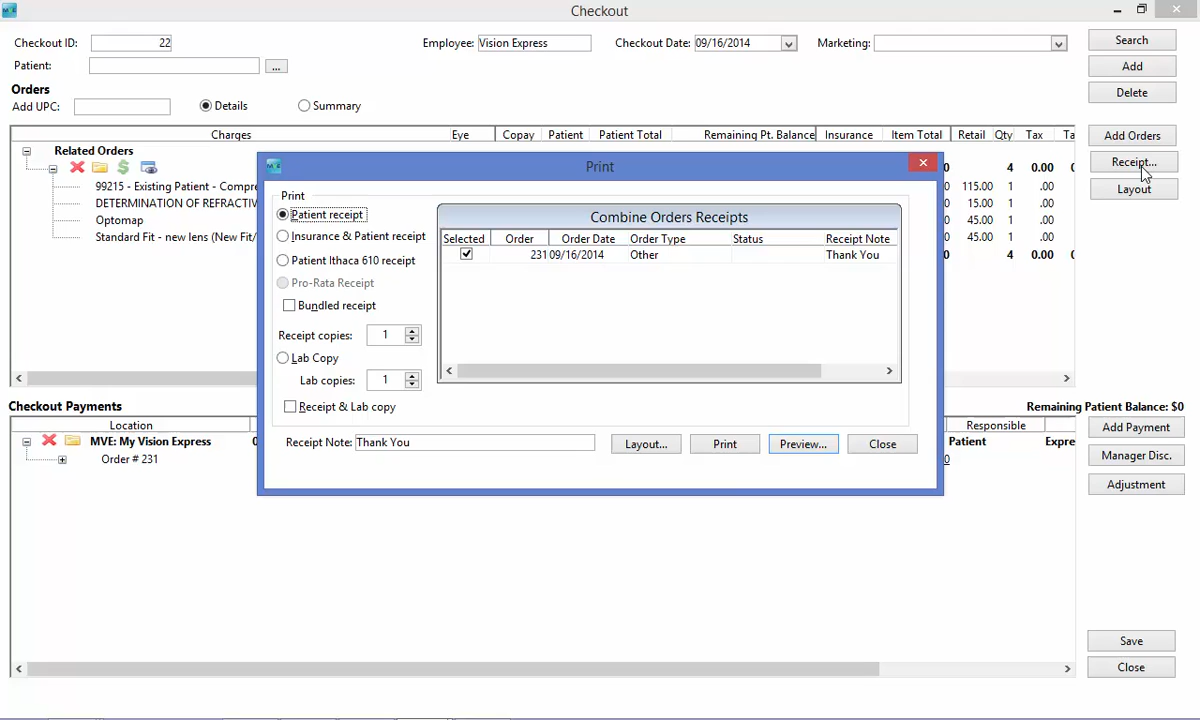 Checkout
Checkout ID: 22 Employee: Vision Express Checkout Date: 09/16/2014 Marketing: Search
Patient: ... Add
Orders
Add UPC: Details Summary Delete
Charges Eye Copay Patient Patient Total Remaining Pt. Balance Insurance Item Total Retail Qty Tax Ta
Add Orders
Related Orders
0 4 0.00 0
Receipt...
99215 - Existing Patient - Compre 115.00 1 .00
Layout
DETERMINATION OF REFRACTIV 15.00 1 .00
Optomap 45.00 1 .00
Standard Fit - new lens (New Fit/ 45.00 1 .00
0 4 0.00 0
Print
Print
Patient receipt
Insurance & Patient receipt
Patient Ithaca 610 receipt
Pro-Rata Receipt
Bundled receipt
Receipt copies: 1
Lab Copy
Lab copies: 1
Receipt & Lab copy
Combine Orders Receipts
Selected Order Order Date Order Type Status Receipt Note
231 09/16/2014 Other Thank You
Receipt Note: Thank You Layout... Print Preview... Close
Checkout Payments Remaining Patient Balance: $0
Location Responsible Add Payment
MVE: My Vision Express 0 Patient Expre
Manager Disc.
Order # 231 0
Adjustment
Save
Close